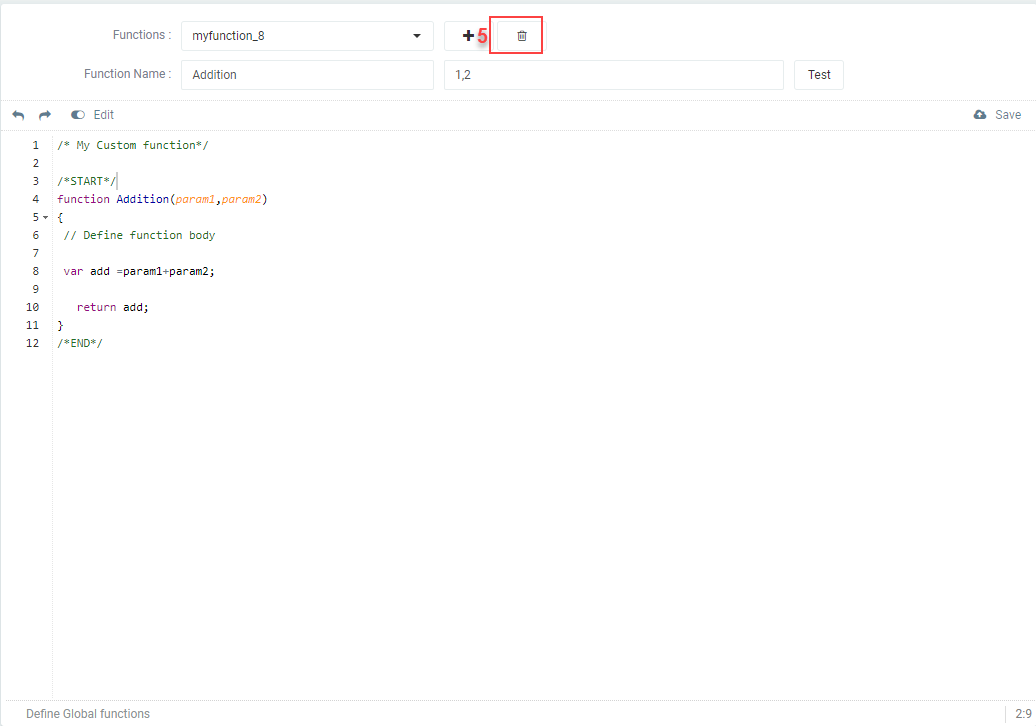 Functions : myfunction_8 + 5
Function Name : Addition 1,2 Test
Edit Save
1 /* My Custom function*/
2
3 /*START*/
4 function Addition(param1,param2)
5 {
6 // Define function body
7
8 var add =param1+param2;
9
10 return add;
11 }
12 /*END*/
Define Global functions 2:9